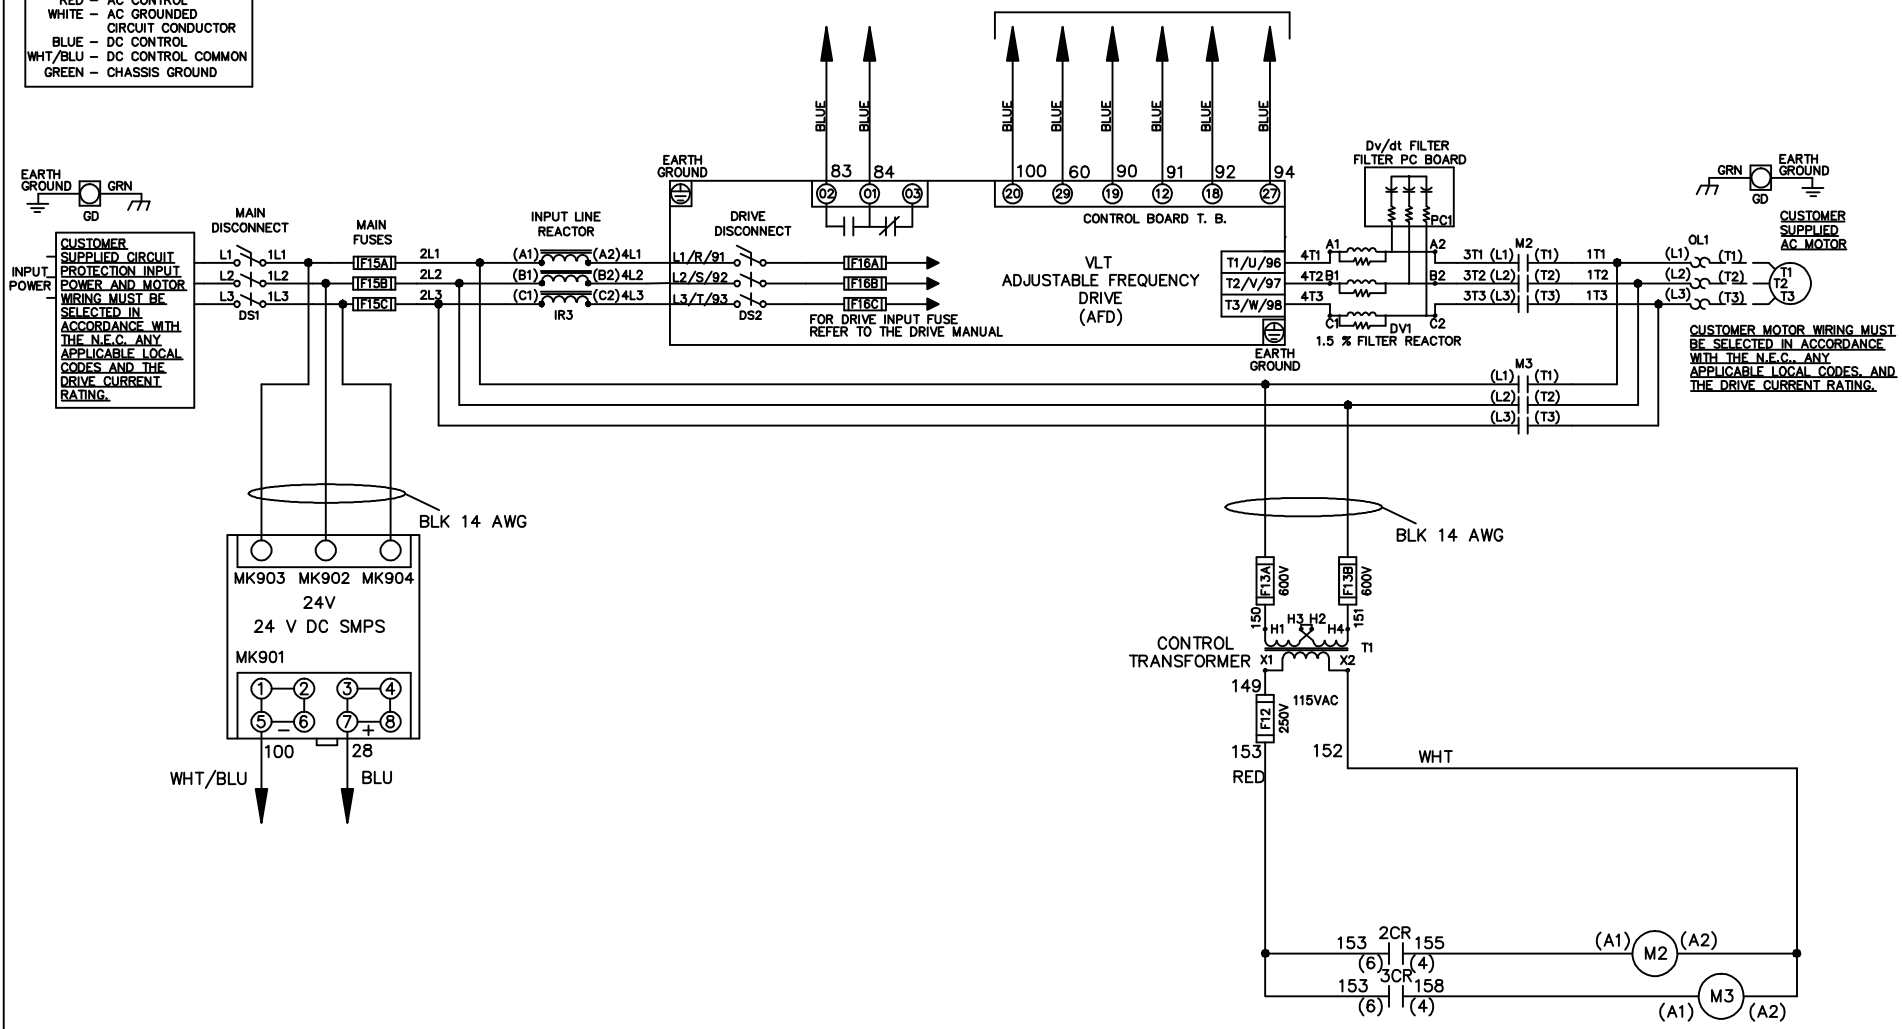 RED – AC CONTROL
WHITE – AC GROUNDED
CIRCUIT CONDUCTOR
BLUE – DC CONTROL
WHT/BLU – DC CONTROL COMMON
GREEN – CHASSIS GROUND
BLUE
BLUE
BLUE
BLUE
BLUE
BLUE
BLUE
BLUE
EARTH
GROUND
GRN
GD
MAIN
DISCONNECT
MAIN
FUSES
INPUT LINE
REACTOR
EARTH
GROUND
DRIVE
DISCONNECT
83 84
02 01 03
100 60 90 91 92 94
20 29 19 12 18 27
CONTROL BOARD T. B.
Dv/dt FILTER
FILTER PC BOARD
PC1
GRN
EARTH
GROUND
GD
CUSTOMER
SUPPLIED
AC MOTOR
INPUT
POWER
CUSTOMER
SUPPLIED CIRCUIT
PROTECTION INPUT
POWER AND MOTOR
WIRING MUST BE
SELECTED IN
ACCORDANCE WITH
THE N.E.C. ANY
APPLICABLE LOCAL
CODES AND THE
DRIVE CURRENT
RATING.
L1 1L1 F15A 2L1 (A1) (A2) 4L1 L1/R/91 F16A
L2 1L2 F15B 2L2 (B1) (B2) 4L2 L2/S/92 F16B
L3 1L3 F15C 2L3 (C1) (C2) 4L3 L3/T/93 F16C
DS1 IR3 DS2
FOR DRIVE INPUT FUSE
REFER TO THE DRIVE MANUAL
VLT
ADJUSTABLE FREQUENCY
DRIVE
(AFD)
T1/U/96 4T1 A1 A2 3T1 (L1) M2 (T1) 1T1 (L1) OL1 (T1) T1
T2/V/97 4T2 B1 B2 3T2 (L2) (T2) 1T2 (L2) (T2) T2
T3/W/98 4T3 C1 C2 3T3 (L3) (T3) 1T3 (L3) (T3) T3
DV1
1.5 % FILTER REACTOR
EARTH
GROUND
CUSTOMER MOTOR WIRING MUST
BE SELECTED IN ACCORDANCE
WITH THE N.E.C., ANY
APPLICABLE LOCAL CODES, AND
THE DRIVE CURRENT RATING.
M3
(L1) (T1)
(L2) (T2)
(L3) (T3)
BLK 14 AWG
BLK 14 AWG
MK903 MK902 MK904
24V
24 V DC SMPS
MK901
1 2 3 4
5 6 7 8
– +
100 28
WHT/BLU BLU
F13A 600V F13B 600V
150 151
H1 H3 H2 H4
T1
CONTROL
TRANSFORMER
X1 X2
149 115VAC
F12 250V
153 152
RED
WHT
2CR
153 155 (A1) M2 (A2)
(6) (4)
3CR
153 158 M3
(6) (4) (A1) (A2)